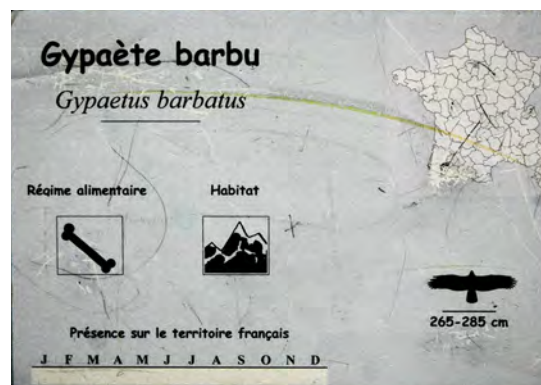 Gypaète barbu
Gypaetus barbatus
Régime alimentaire
Habitat
265-285 cm
Présence sur le territoire français
J F M A M J J A S O N D